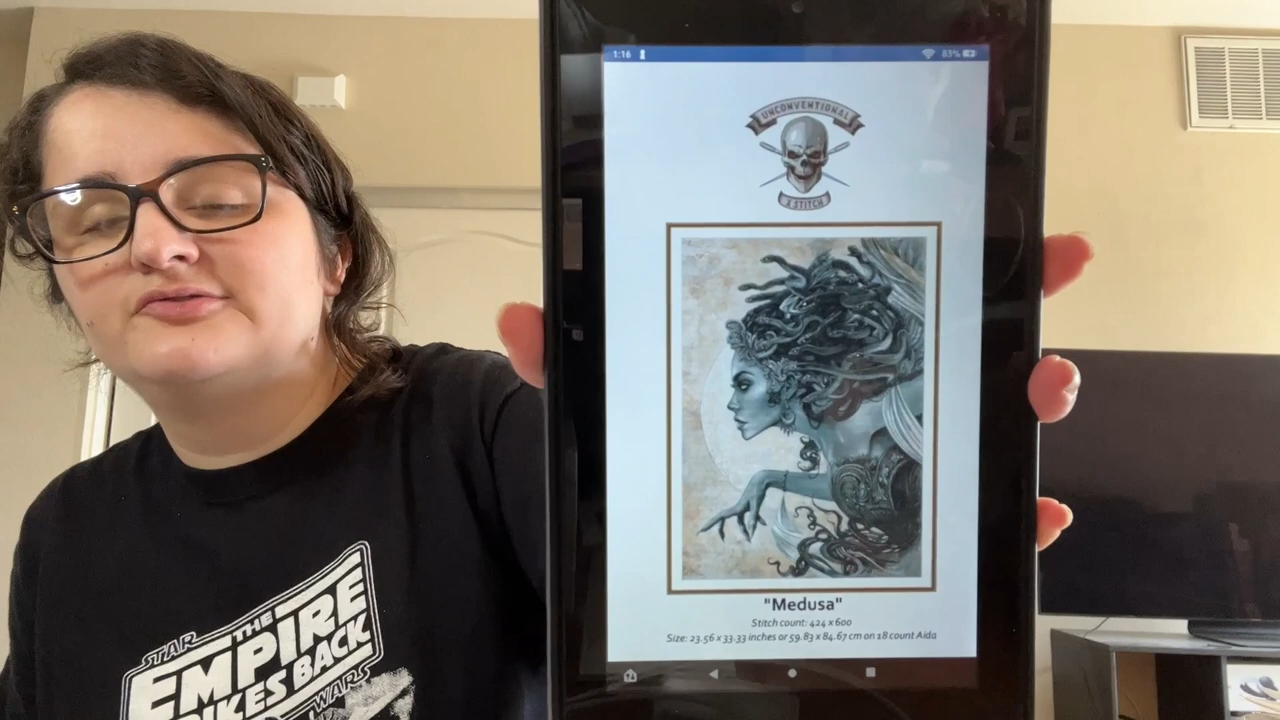 1:16
83%
UNCONVENTIONAL
X STITCH
"Medusa"
Stitch count: 424 x 600
Size: 23.56 x 33.33 inches or 59.83 x 84.67 cm on 18 count Aida
STAR
THE
EMPIRE
STRIKES BACK
WARS